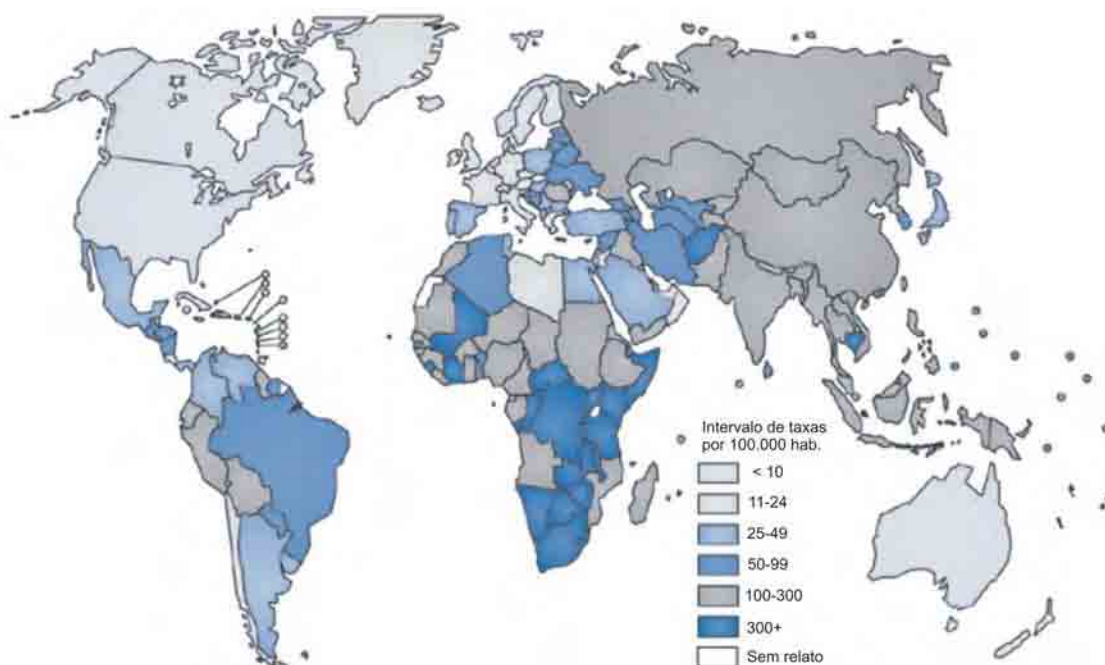 Intervalo de taxas
por 100.000 hab.
< 10
11-24
25-49
50-99
100-300
300+
Sem relato